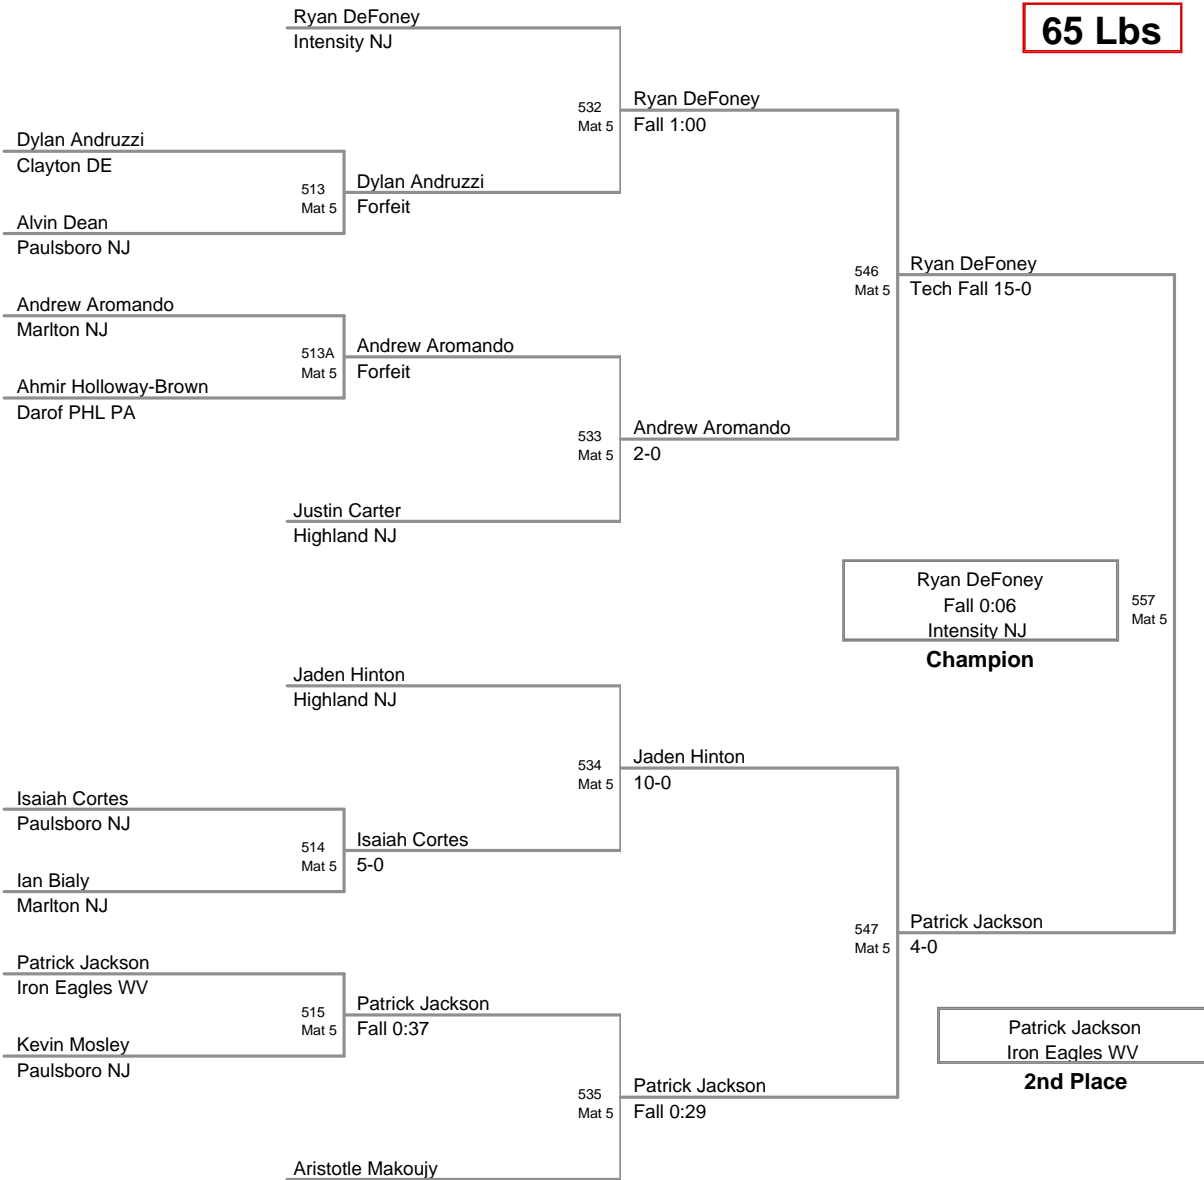 Ryan DeFoney
Intensity NJ
65 Lbs
532
Mat 5
Ryan DeFoney
Fall 1:00
Dylan Andruzzi
Clayton DE
513
Mat 5
Dylan Andruzzi
Forfeit
Alvin Dean
Paulsboro NJ
546
Mat 5
Ryan DeFoney
Tech Fall 15-0
Andrew Aromando
Marlton NJ
513A
Mat 5
Andrew Aromando
Forfeit
Ahmir Holloway-Brown
Darof PHL PA
533
Mat 5
Andrew Aromando
2-0
Justin Carter
Highland NJ
Ryan DeFoney
Fall 0:06
Intensity NJ
Champion
557
Mat 5
Jaden Hinton
Highland NJ
534
Mat 5
Jaden Hinton
10-0
Isaiah Cortes
Paulsboro NJ
514
Mat 5
Isaiah Cortes
5-0
Ian Bialy
Marlton NJ
547
Mat 5
Patrick Jackson
4-0
Patrick Jackson
Iron Eagles WV
515
Mat 5
Patrick Jackson
Fall 0:37
Kevin Mosley
Paulsboro NJ
Patrick Jackson
Iron Eagles WV
2nd Place
535
Mat 5
Patrick Jackson
Fall 0:29
Aristotle Makoujy